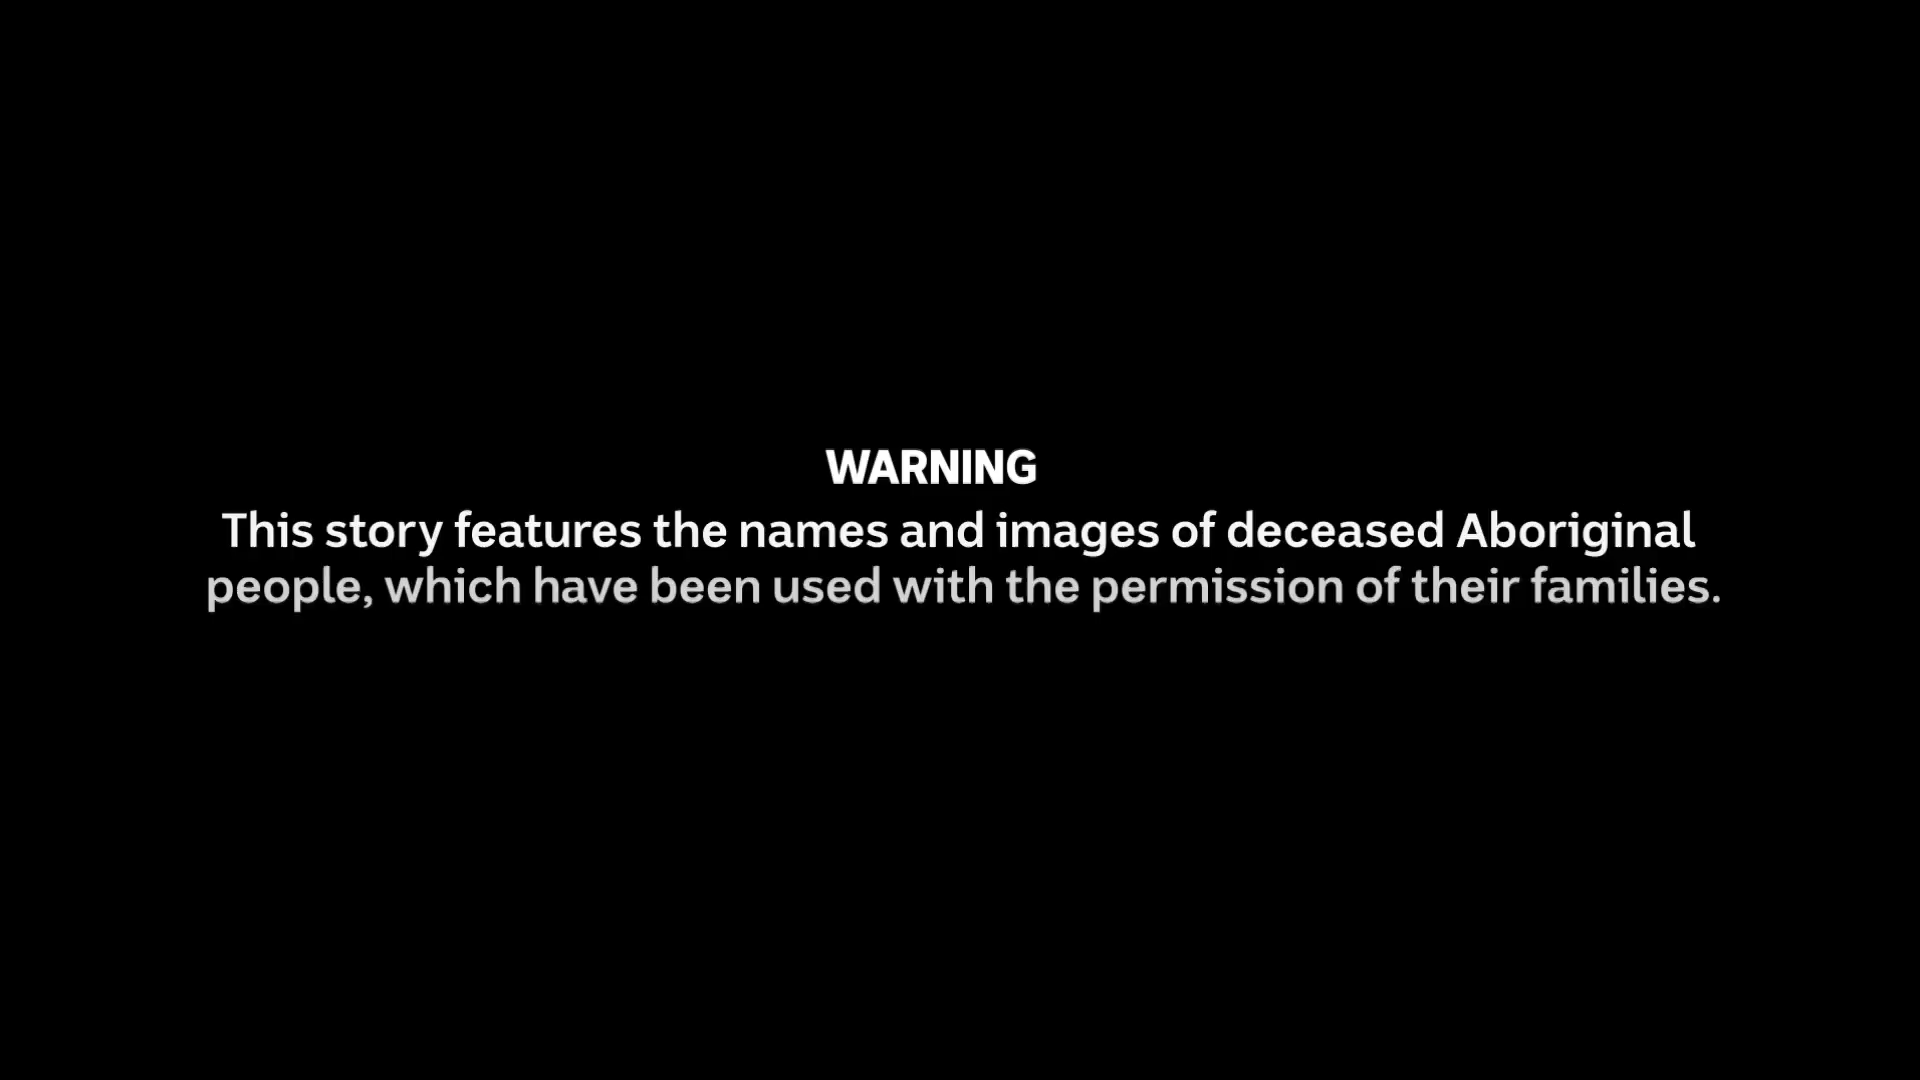 WARNING
This story features the names and images of deceased Aboriginal
people, which have been used with the permission of their families.